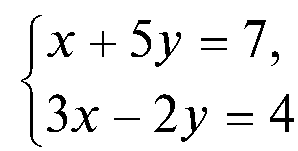 x + 5y = 7,
3x − 2y = 4